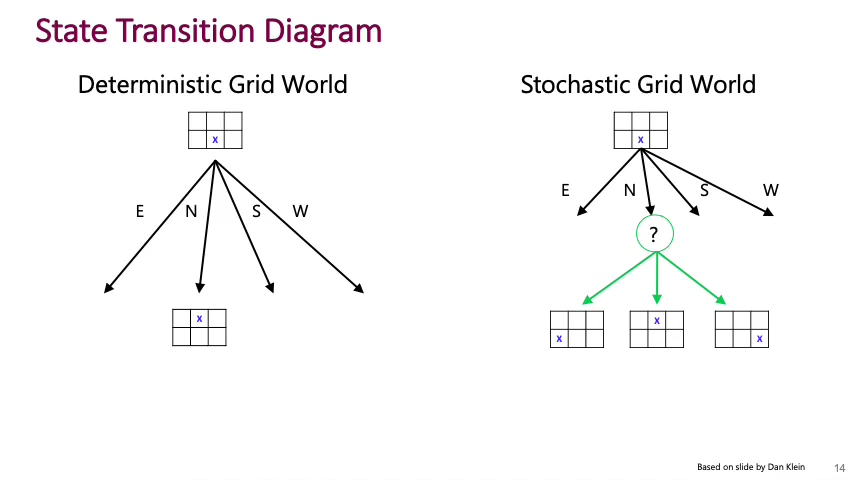 State Transition Diagram
Deterministic Grid World
x
E N S W
x
Stochastic Grid World
x
E N S W
?
x x x
Based on slide by Dan Klein 14